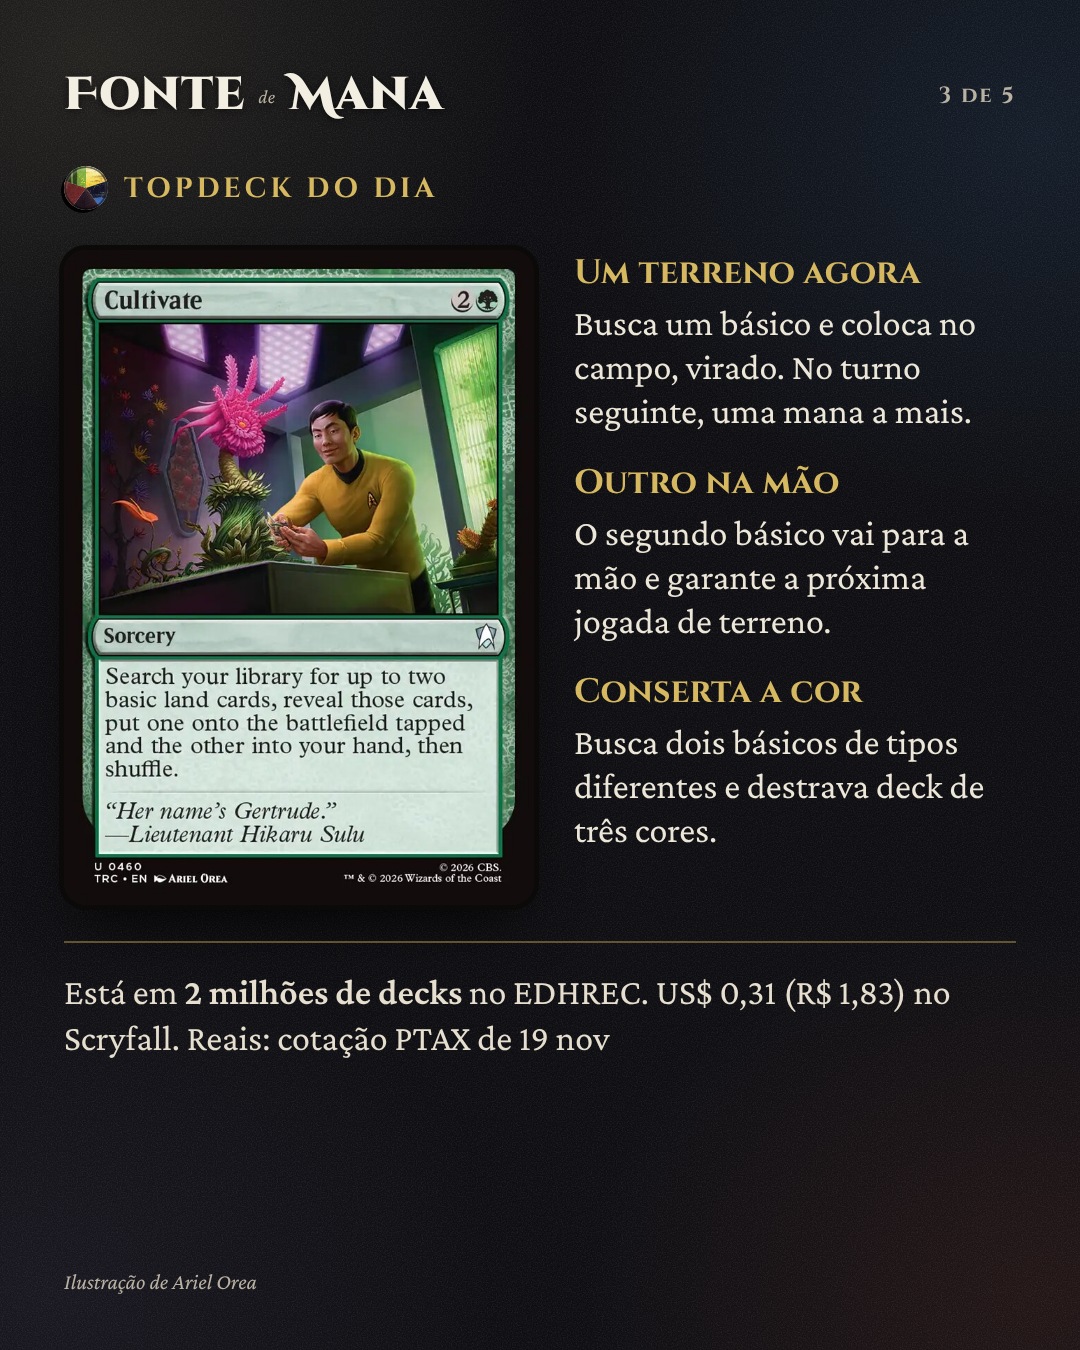 Fonte de Mana
3 de 5
Topdeck do dia
Cultivate
2
Sorcery
Search your library for up to two
basic land cards, reveal those cards,
put one onto the battlefield tapped
and the other into your hand, then
shuffle.
“Her name’s Gertrude.”
—Lieutenant Hikaru Sulu
U 0460
TRC • EN Ariel Orea
© 2026 CBS.
™ & © 2026 Wizards of the Coast
Um terreno agora
Busca um básico e coloca no
campo, virado. No turno
seguinte, uma mana a mais.
Outro na mão
O segundo básico vai para a
mão e garante a próxima
jogada de terreno.
Conserta a cor
Busca dois básicos de tipos
diferentes e destrava deck de
três cores.
Está em 2 milhões de decks no EDHREC. US$ 0,31 (R$ 1,83) no
Scryfall. Reais: cotação PTAX de 19 nov
Ilustração de Ariel Orea